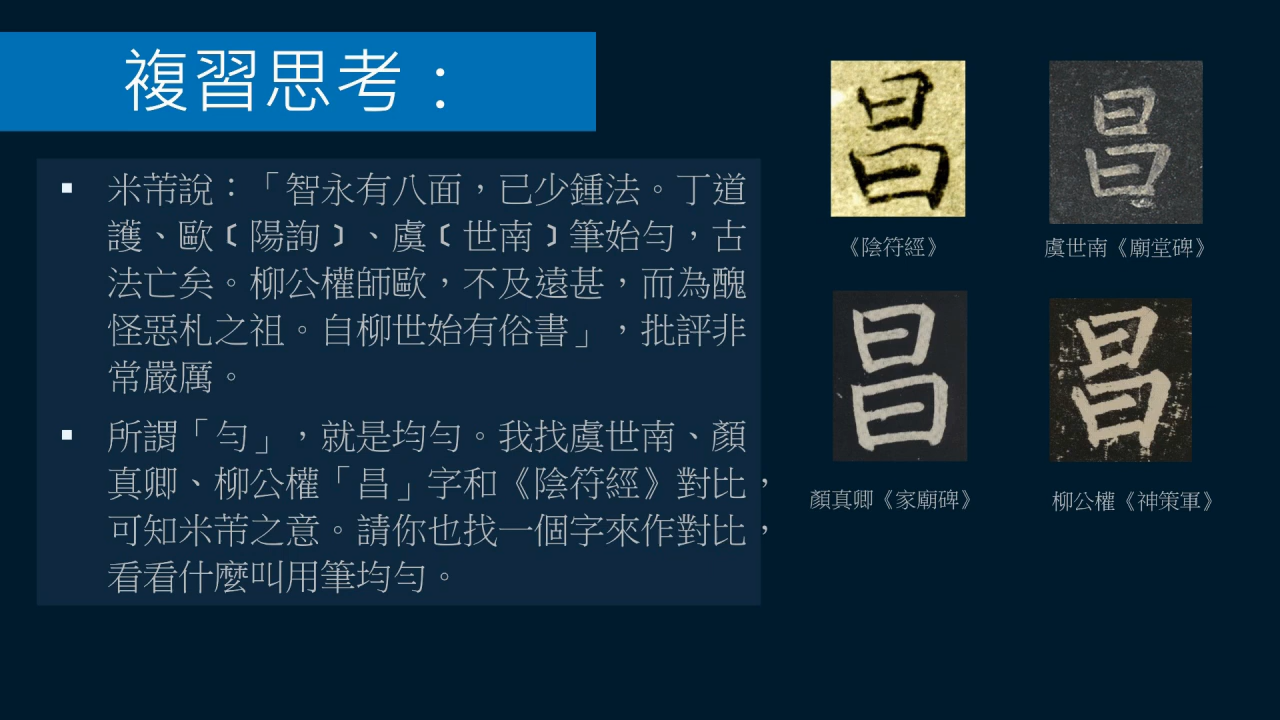 複習思考：
▪ 米芾說：「智永有八面，已少鍾法。丁道
護、歐﹝陽詢﹞、虞﹝世南﹞筆始勻，古
法亡矣。柳公權師歐，不及遠甚，而為醜
怪惡札之祖。自柳世始有俗書」，批評非
常嚴厲。
▪ 所謂「勻」，就是均勻。我找虞世南、顏
真卿、柳公權「昌」字和《陰符經》對比，
可知米芾之意。請你也找一個字來作對比，
看看什麼叫用筆均勻。
昌
《陰符經》
昌
虞世南《廟堂碑》
昌
顏真卿《家廟碑》
昌
柳公權《神策軍》